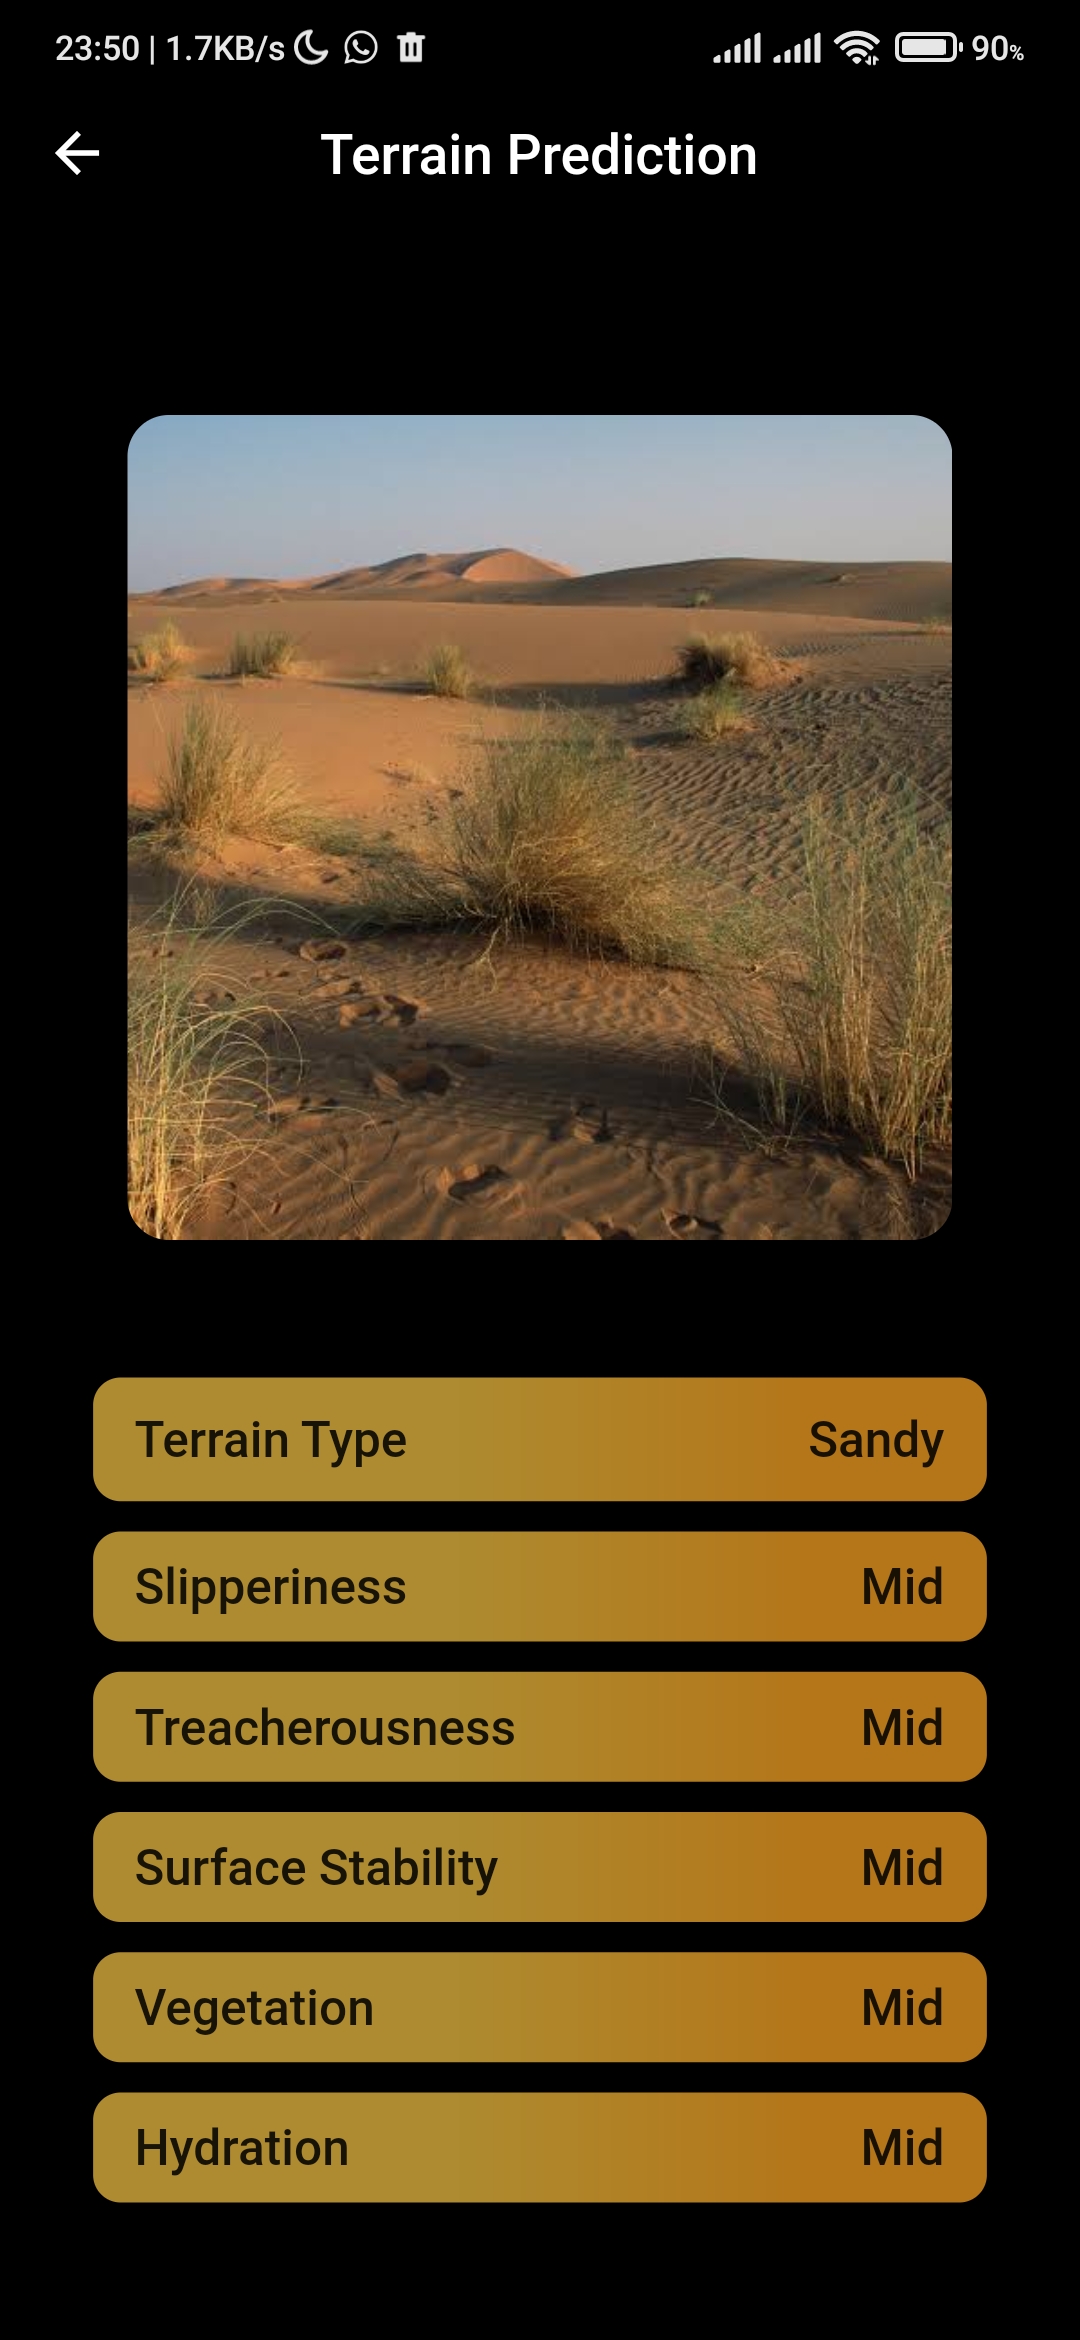 23:50 | 1.7KB/s 90%
Terrain Prediction
Terrain Type Sandy
Slipperiness Mid
Treacherousness Mid
Surface Stability Mid
Vegetation Mid
Hydration Mid